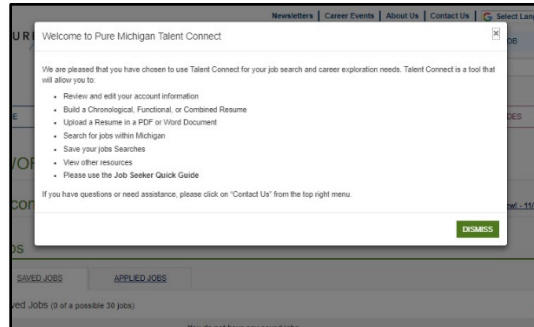 Newsletters | Career Events | About Us | Contact Us | G Select Lang
URE
Welcome to Pure Michigan Talent Connect
x
OB
We are pleased that you have chosen to use Talent Connect for your job search and career exploration needs. Talent Connect is a tool that
will allow you to:
• Review and edit your account information
• Build a Chronological, Functional, or Combined Resume
• Upload a Resume in a PDF or Word Document
• Search for jobs within Michigan
• Save your jobs Searches
• View other resources
• Please use the Job Seeker Quick Guide
If you have questions or need assistance, please click on "Contact Us" from the top right menu.
DISMISS
SAVED JOBS
APPLIED JOBS
ved Jobs (0 of a possible 30 jobs)